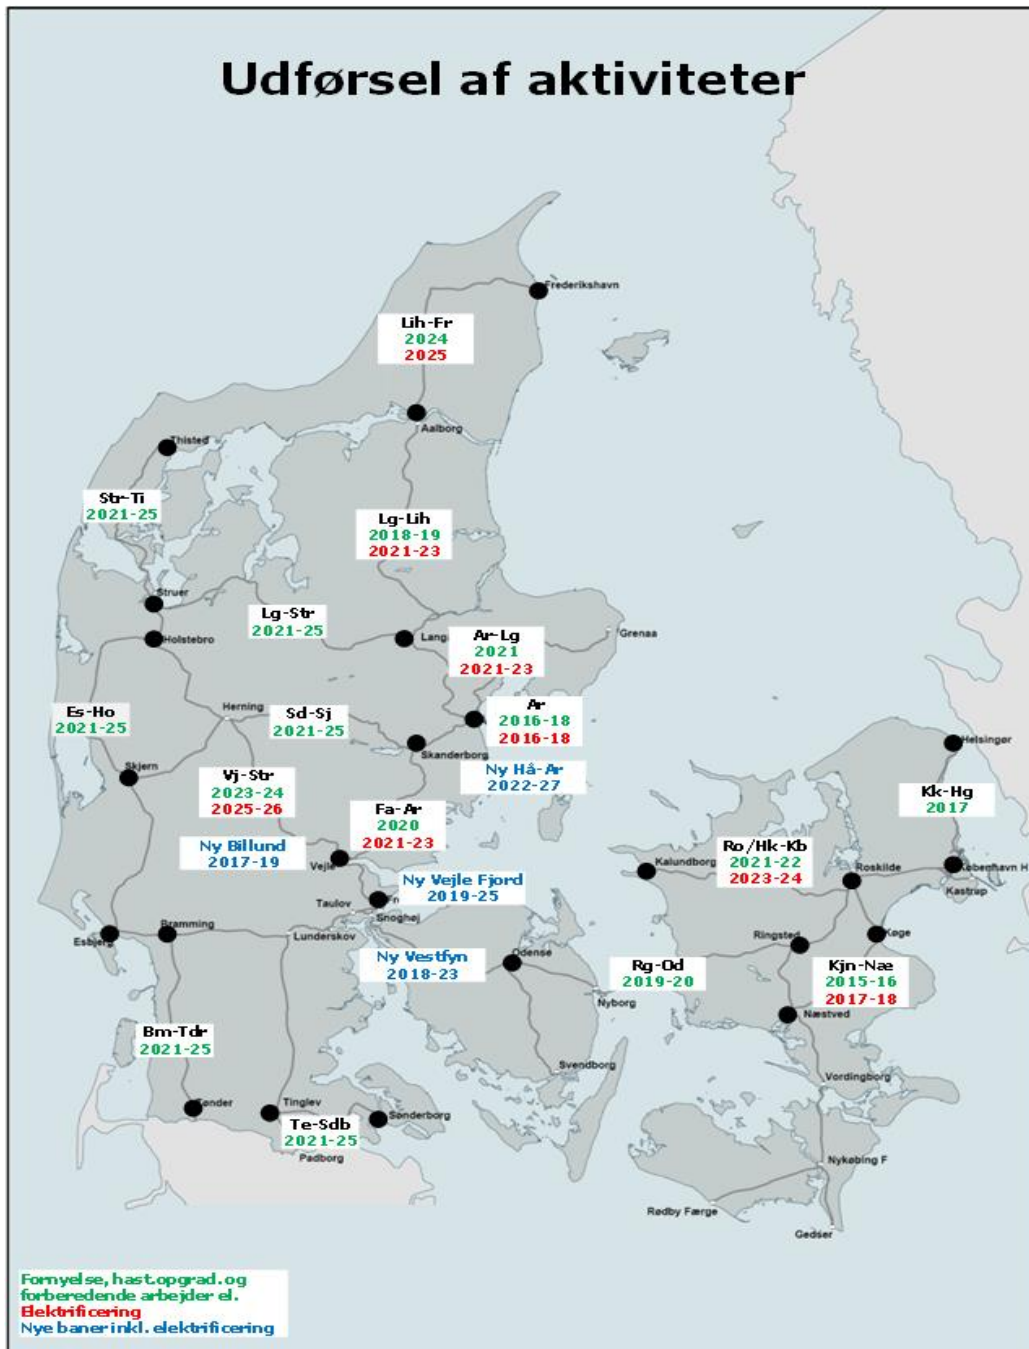 Udførsel af aktiviteter
Frederikshavn
Lih-Fr
2024
2025
Aalborg
Thisted
Str-Ti
2021-25
Lg-Lih
2018-19
2021-23
Struer
Lg-Str
2021-25
Holstebro
Lang
Ar-Lg
2021
2021-23
Grenaa
Es-Ho
2021-25
Herning
Sd-Sj
2021-25
Ar
2016-18
2016-18
Skanderborg
Ny Hå-Ar
2022-27
Helsingør
Skjern
Vj-Str
2023-24
2025-26
Kk-Hg
2017
Fa-Ar
2020
2021-23
Ny Billund
2017-19
Vejle
Ro/Hk-Kb
2021-22
2023-24
Kalundborg
Roskilde
København H
Kastrup
Ny Vejle Fjord
2019-25
Taulov
Fr
Snoghøj
Esbjerg
Bramming
Lunderskov
Ny Vestfyn
2018-23
Odense
Ringsted
Køge
Rg-Od
2019-20
Kjn-Næ
2015-16
2017-18
Nyborg
Næstved
Bm-Tdr
2021-25
Svendborg
Vordingborg
Tønder
Tinglev
Sønderborg
Te-Sdb
2021-25
Padborg
Nykøbing F
Rødby Færge
Gedser
Fornyelse, hast.opgrad. og
forberedende arbejder el.
Elektrificering
Nye baner inkl. elektrificering